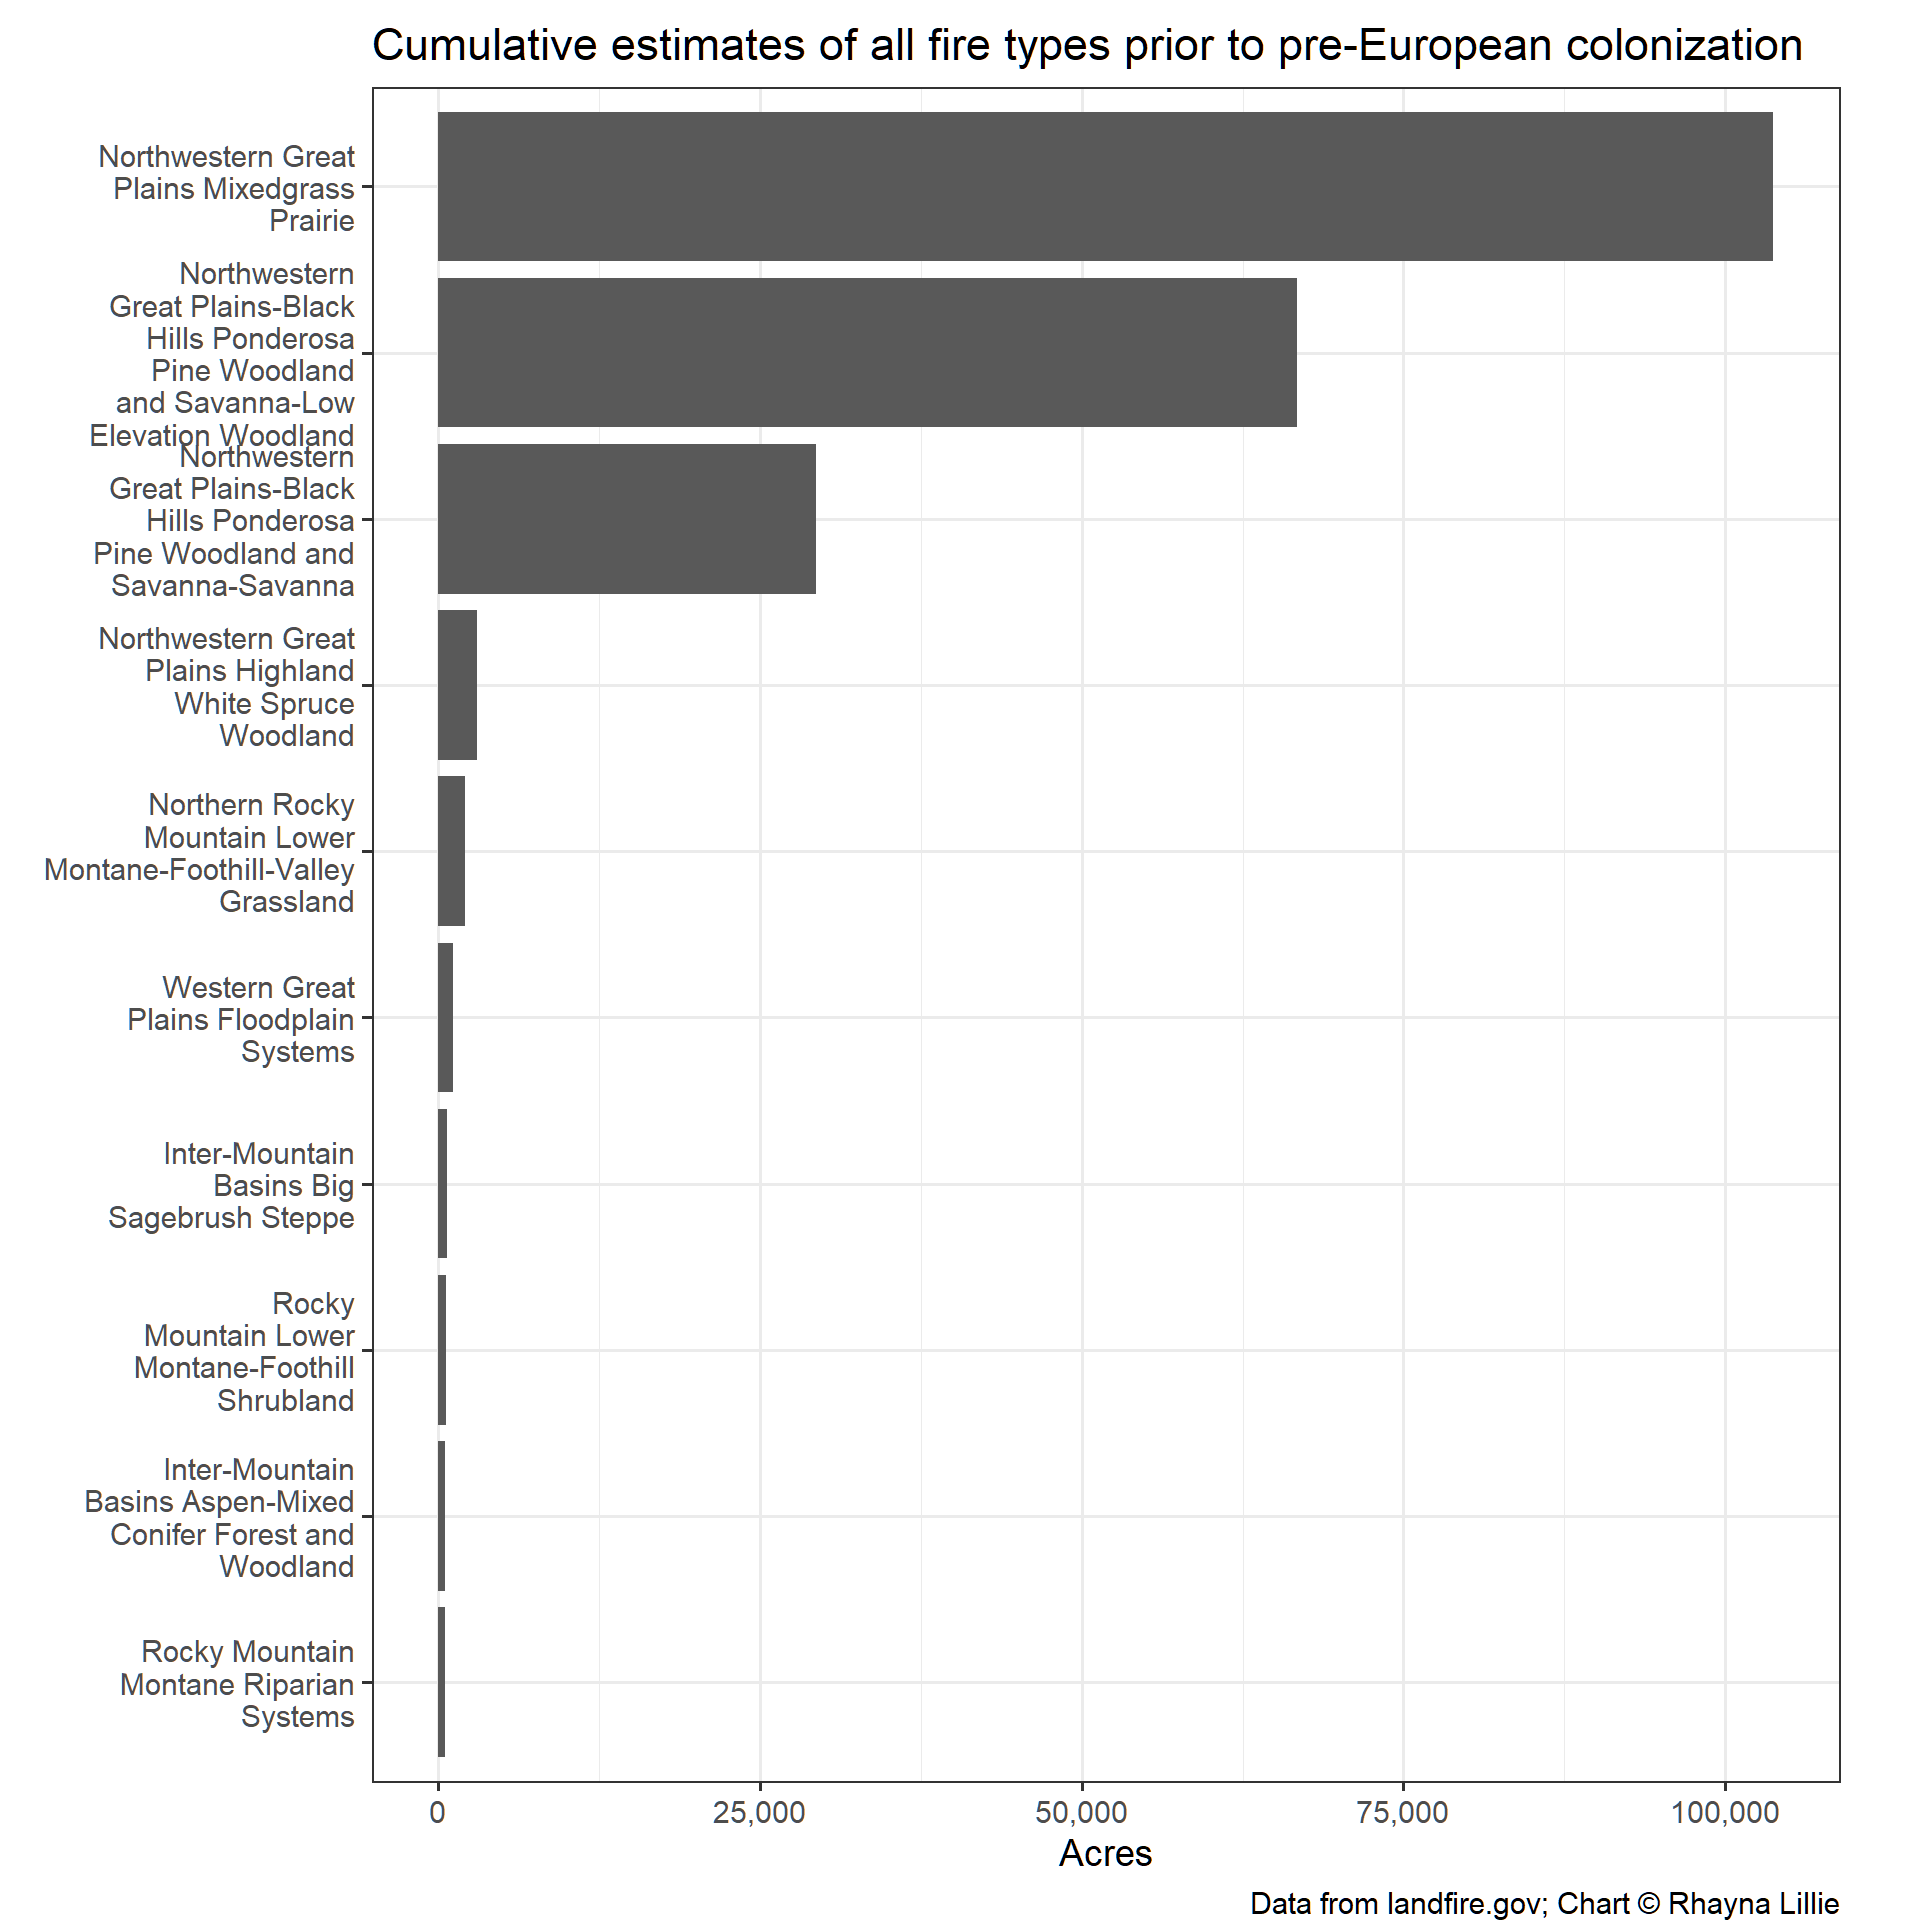 Cumulative estimates of all fire types prior to pre-European colonization
Northwestern Great
Plains Mixedgrass
Prairie
Northwestern
Great Plains-Black
Hills Ponderosa
Pine Woodland
and Savanna-Low
Elevation Woodland
Northwestern
Great Plains-Black
Hills Ponderosa
Pine Woodland and
Savanna-Savanna
Northwestern Great
Plains Highland
White Spruce
Woodland
Northern Rocky
Mountain Lower
Montane-Foothill-Valley
Grassland
Western Great
Plains Floodplain
Systems
Inter-Mountain
Basins Big
Sagebrush Steppe
Rocky
Mountain Lower
Montane-Foothill
Shrubland
Inter-Mountain
Basins Aspen-Mixed
Conifer Forest and
Woodland
Rocky Mountain
Montane Riparian
Systems
0 25,000 50,000 75,000 100,000
Acres
Data from landfire.gov; Chart © Rhayna Lillie